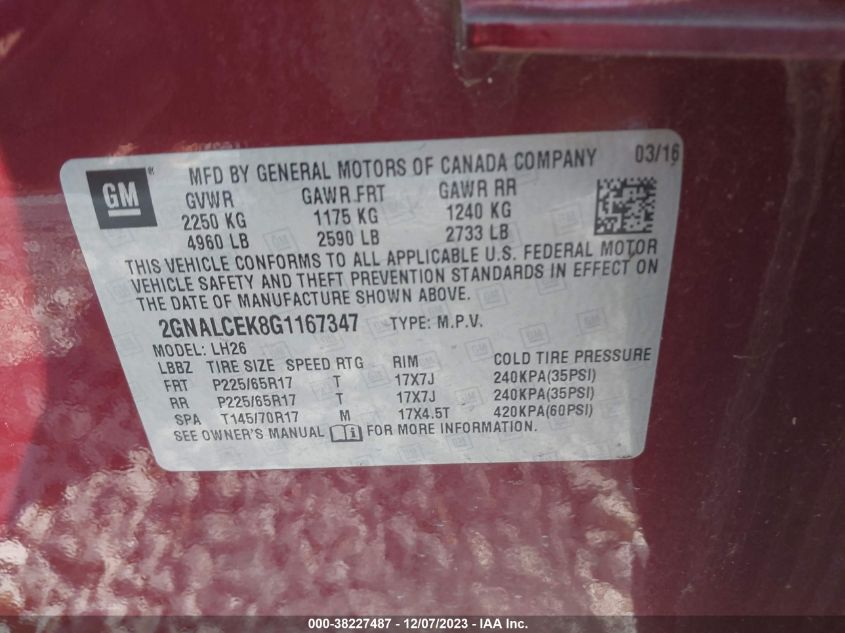 GM
MFD BY GENERAL MOTORS OF CANADA COMPANY 03/16
GVWR GAWR FRT GAWR RR
2250 KG 1175 KG 1240 KG
4960 LB 2590 LB 2733 LB
THIS VEHICLE CONFORMS TO ALL APPLICABLE U.S. FEDERAL MOTOR
VEHICLE SAFETY AND THEFT PREVENTION STANDARDS IN EFFECT ON
THE DATE OF MANUFACTURE SHOWN ABOVE.
2GNALCEK8G1167347 TYPE: M.P.V.
MODEL: LH26
LBBZ TIRE SIZE SPEED RTG RIM COLD TIRE PRESSURE
FRT P225/65R17 T 17X7J 240KPA(35PSI)
RR P225/65R17 T 17X7J 240KPA(35PSI)
SPA T145/70R17 M 17X4.5T 420KPA(60PSI)
SEE OWNER'S MANUAL FOR MORE INFORMATION.
000-38227487 - 12/07/2023 - IAA Inc.